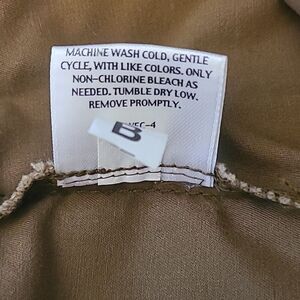 MACHINE WASH COLD, GENTLE
CYCLE, WITH LIKE COLORS. ONLY
NON-CHLORINE BLEACH AS
NEEDED. TUMBLE DRY LOW.
REMOVE PROMPTLY.
B